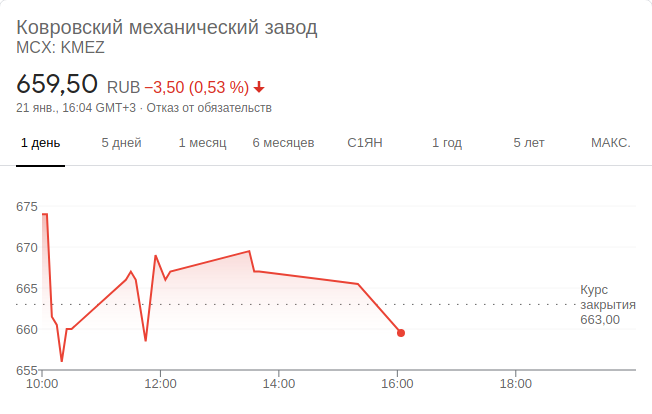 Ковровский механический завод
MCX: KMEZ
659,50 RUB −3,50 (0,53 %)
21 янв., 16:04 GMT+3 · Отказ от обязательств
1 день 5 дней 1 месяц 6 месяцев С1ЯН 1 год 5 лет МАКС.
675
670
665
660
655
Курс
закрытия
663,00
10:00 12:00 14:00 16:00 18:00